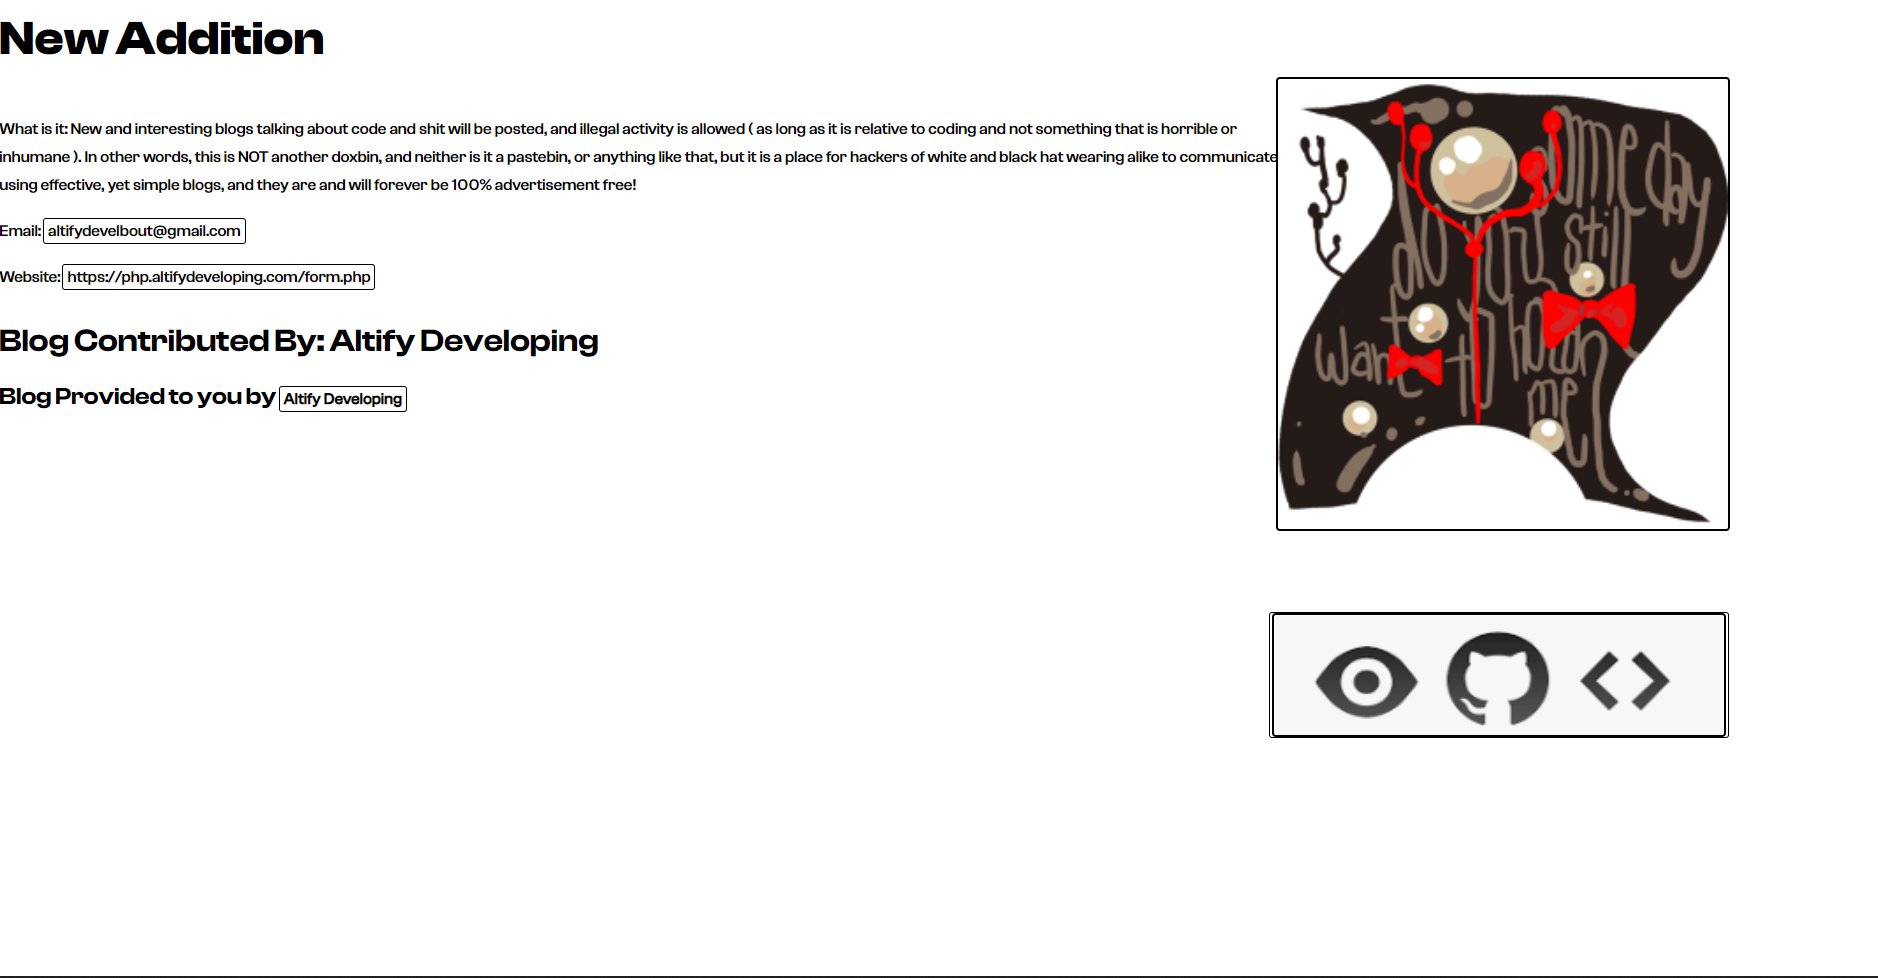 New Addition
What is it: New and interesting blogs talking about code and shit will be posted, and illegal activity is allowed ( as long as it is relative to coding and not something that is horrible or
inhumane ). In other words, this is NOT another doxbin, and neither is it a pastebin, or anything like that, but it is a place for hackers of white and black hat wearing alike to communicate
using effective, yet simple blogs, and they are and will forever be 100% advertisement free!
Email: altifydevelbout@gmail.com
Website: https://php.altifydeveloping.com/form.php
Blog Contributed By: Altify Developing
Blog Provided to you by Altify Developing
someday
do you still
want to
me